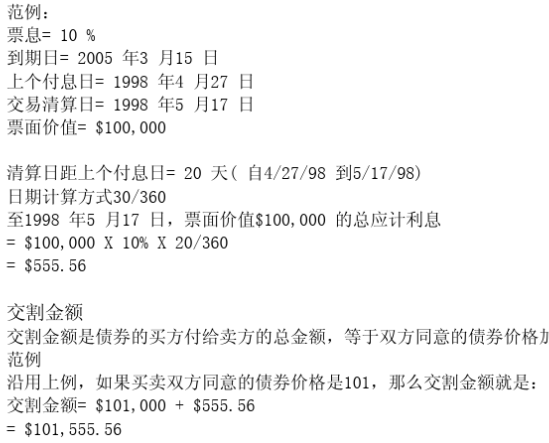 范例：
票息= 10 %
到期日= 2005 年3 月15 日
上个付息日= 1998 年4 月27 日
交易清算日= 1998 年5 月17 日
票面价值= $100,000
清算日距上个付息日= 20 天( 自4/27/98 到5/17/98)
日期计算方式30/360
至1998 年5 月17 日，票面价值$100,000 的总应计利息
= $100,000 X 10% X 20/360
= $555.56
交割金额
交割金额是债券的买方付给卖方的总金额，等于双方同意的债券价格加
范例
沿用上例，如果买卖双方同意的债券价格是101，那么交割金额就是：
交割金额= $101,000 + $555.56
= $101,555.56